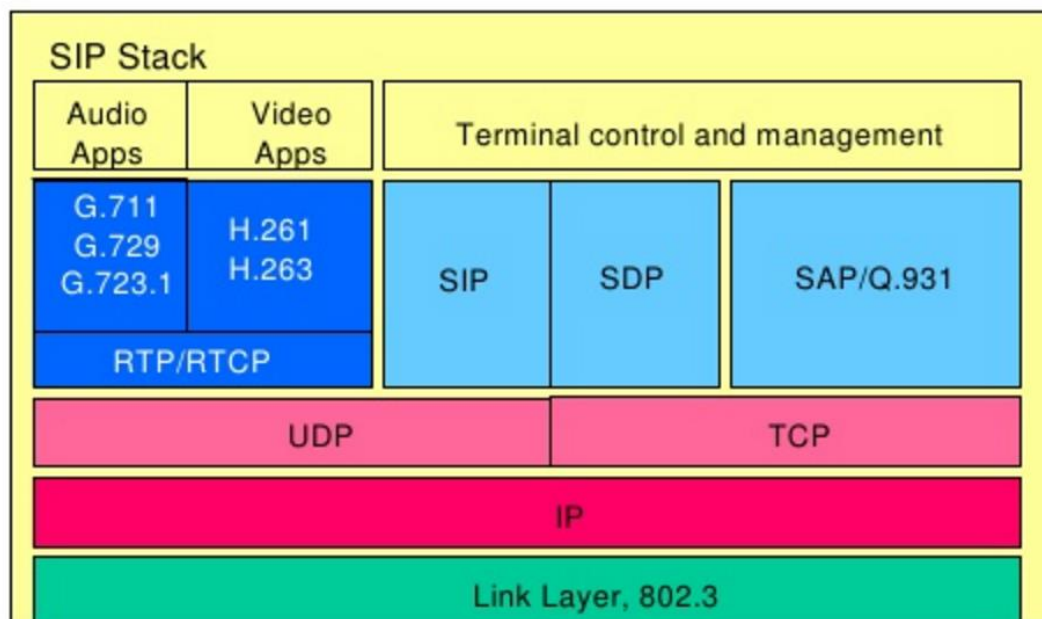 SIP Stack
Audio
Apps
Video
Apps
Terminal control and management
G.711
G.729
G.723.1
H.261
H.263
RTP/RTCP
SIP
SDP
SAP/Q.931
UDP
TCP
IP
Link Layer, 802.3